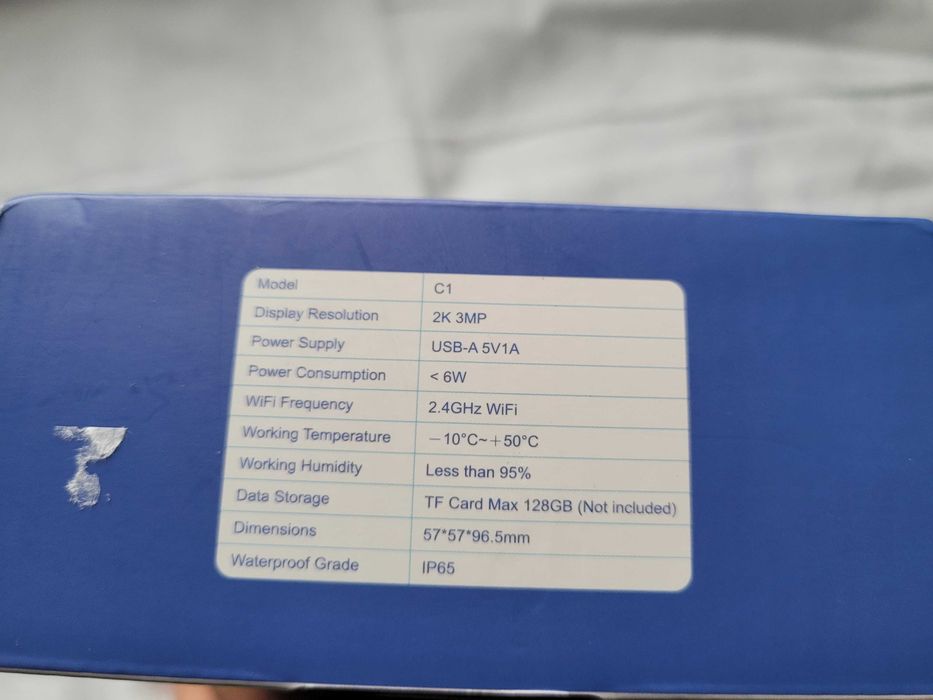 Model C1
Display Resolution 2K 3MP
Power Supply USB-A 5V1A
Power Consumption < 6W
WiFi Frequency 2.4GHz WiFi
Working Temperature －10°C~＋50°C
Working Humidity Less than 95%
Data Storage TF Card Max 128GB (Not included)
Dimensions 57*57*96.5mm
Waterproof Grade IP65